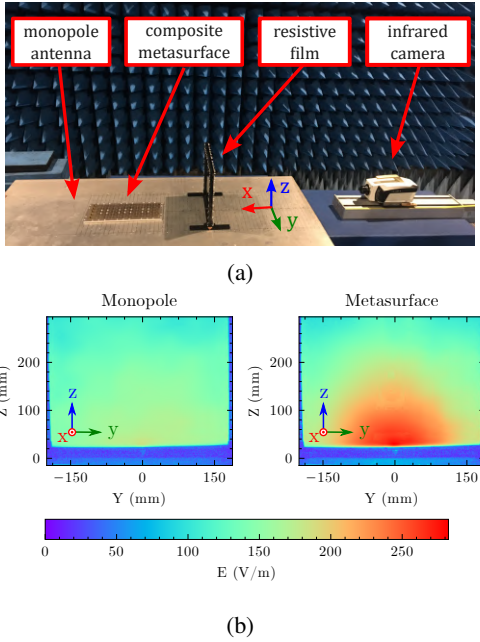 monopole antenna
composite metasurface
resistive film
infrared camera
z
x
y
(a)
Monopole
Metasurface
Z (mm)
200
100
0
z
x
y
−150
0
150
Y (mm)
Z (mm)
200
100
0
z
x
y
−150
0
150
Y (mm)
0
50
100
150
200
250
E (V/m)
(b)